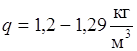 q = 1,2 − 1,29 кг/м³